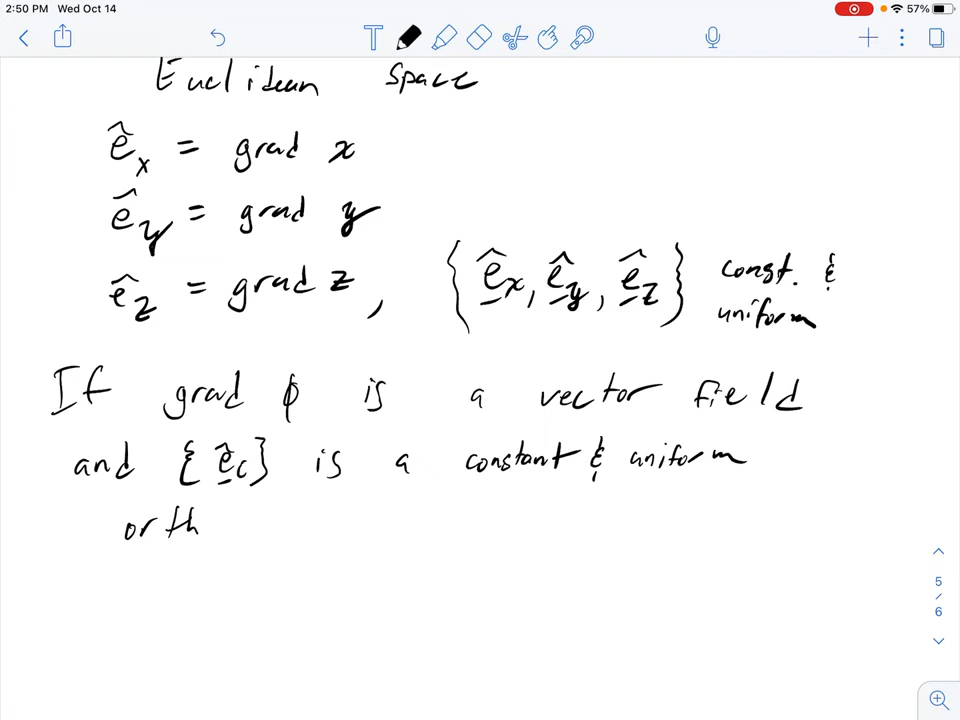 2:50 PM Wed Oct 14
57%
T
Euclidean space
ê_x = grad x
ê_y = grad y
ê_z = grad z, {ê_x, ê_y, ê_z} const. &
uniform
If grad φ is a vector field
and {ê_c} is a constant & uniform
orth
5
/
6